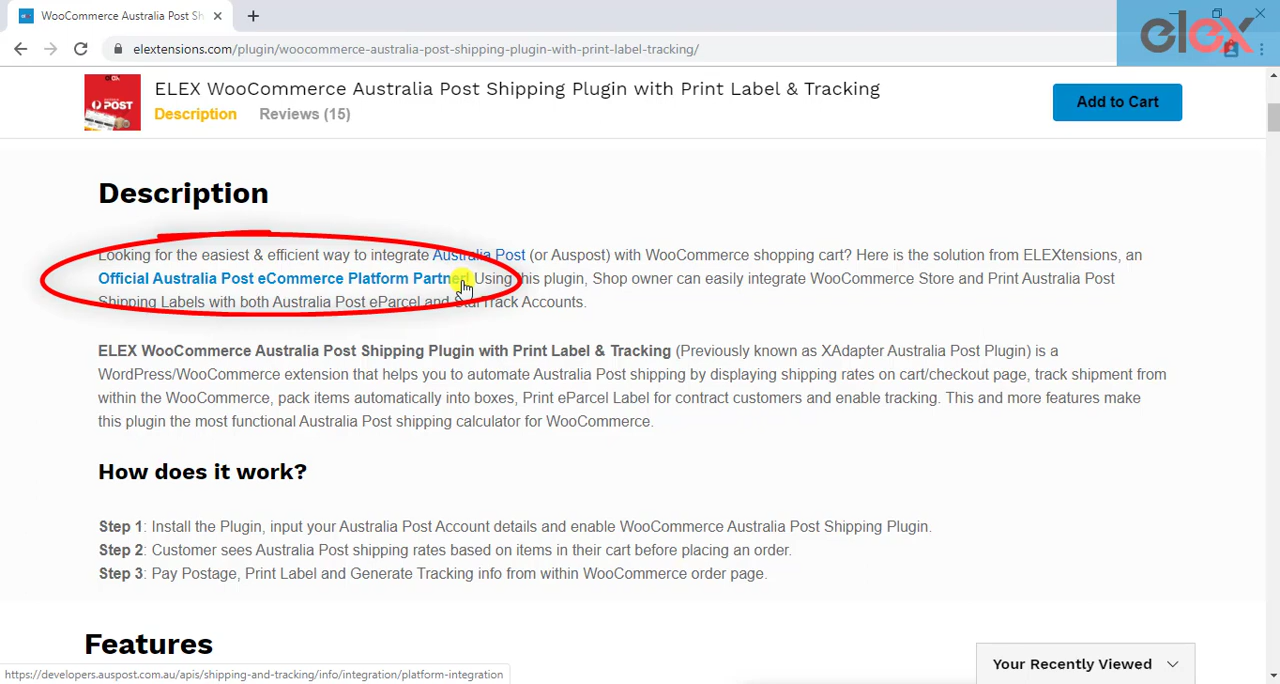 WooCommerce Australia Post Sh
elex
elextensions.com/plugin/woocommerce-australia-post-shipping-plugin-with-print-label-tracking/
POST
ELEX WooCommerce Australia Post Shipping Plugin with Print Label & Tracking
Description Reviews (15)
Add to Cart
Description
Looking for the easiest & efficient way to integrate Australia Post (or Auspost) with WooCommerce shopping cart? Here is the solution from ELEXtensions, an
Official Australia Post eCommerce Platform Partner! Using this plugin, Shop owner can easily integrate WooCommerce Store and Print Australia Post
Shipping Labels with both Australia Post eParcel and StarTrack Accounts.
ELEX WooCommerce Australia Post Shipping Plugin with Print Label & Tracking (Previously known as XAdapter Australia Post Plugin) is a
WordPress/WooCommerce extension that helps you to automate Australia Post shipping by displaying shipping rates on cart/checkout page, track shipment from
within the WooCommerce, pack items automatically into boxes, Print eParcel Label for contract customers and enable tracking. This and more features make
this plugin the most functional Australia Post shipping calculator for WooCommerce.
How does it work?
Step 1: Install the Plugin, input your Australia Post Account details and enable WooCommerce Australia Post Shipping Plugin.
Step 2: Customer sees Australia Post shipping rates based on items in their cart before placing an order.
Step 3: Pay Postage, Print Label and Generate Tracking info from within WooCommerce order page.
Features
Your Recently Viewed
https://developers.auspost.com.au/apis/shipping-and-tracking/info/integration/platform-integration